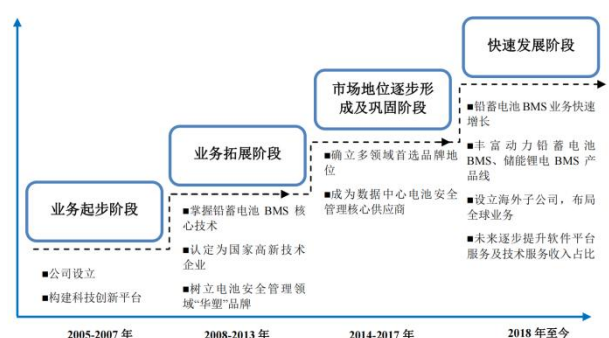 业务起步阶段
■公司设立
■构建科技创新平台
2005-2007 年
业务拓展阶段
■掌握铅蓄电池 BMS 核
心技术
■认定为国家高新技术
企业
■树立电池安全管理领
域“华塑”品牌
2008-2013 年
市场地位逐步形
成及巩固阶段
■确立多领域首选品牌地
位
■成为数据中心电池安全
管理核心供应商
2014-2017 年
快速发展阶段
■铅蓄电池 BMS 业务快速
增长
■丰富动力铅蓄电池
BMS、储能锂电 BMS 产
品线
■设立海外子公司，布局
全球业务
■未来逐步提升软件平台
服务及技术服务收入占比
2018 年至今